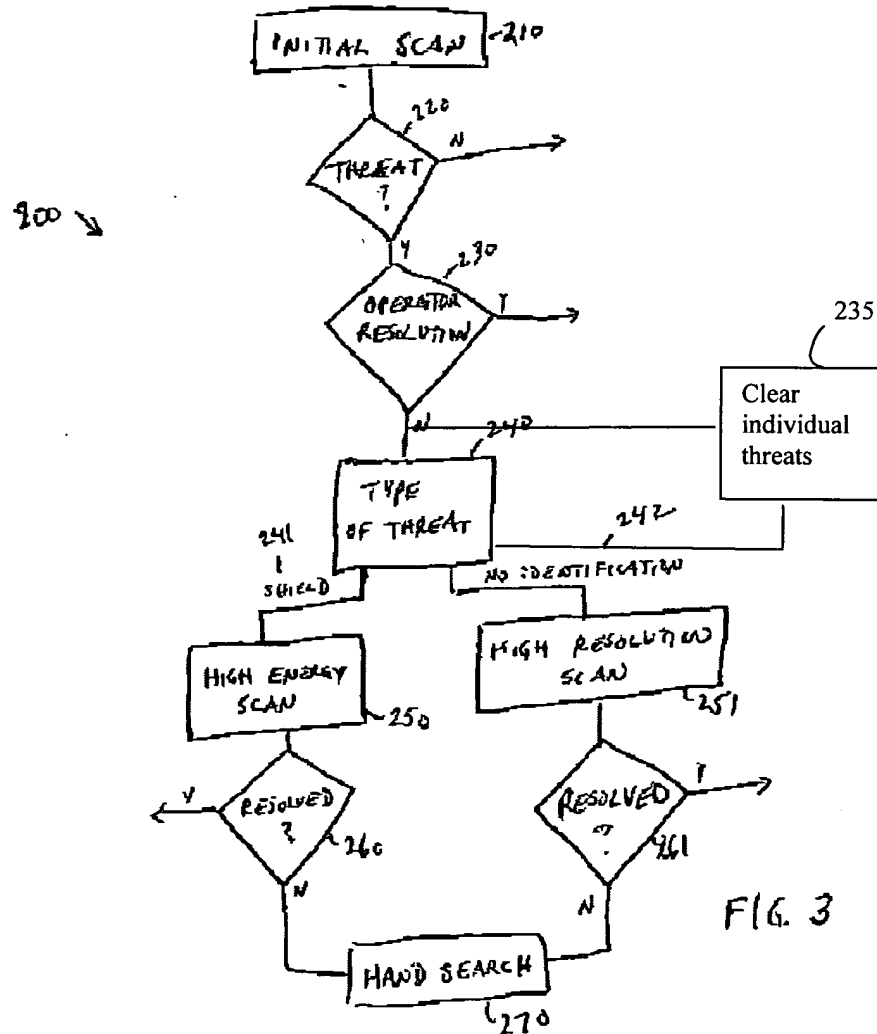 INITIAL SCAN
210
220
N
THREAT
?
200
Y
230
OPERATOR
RESOLUTION
Y
235
Clear
individual
threats
N
240
TYPE
OF THREAT
242
241
SHIELD
NO IDENTIFICATION
HIGH ENERGY
SCAN
250
HIGH RESOLUTION
SCAN
251
Y
RESOLVED
?
260
N
RESOLVED
?
Y
261
N
HAND SEARCH
270
FIG. 3